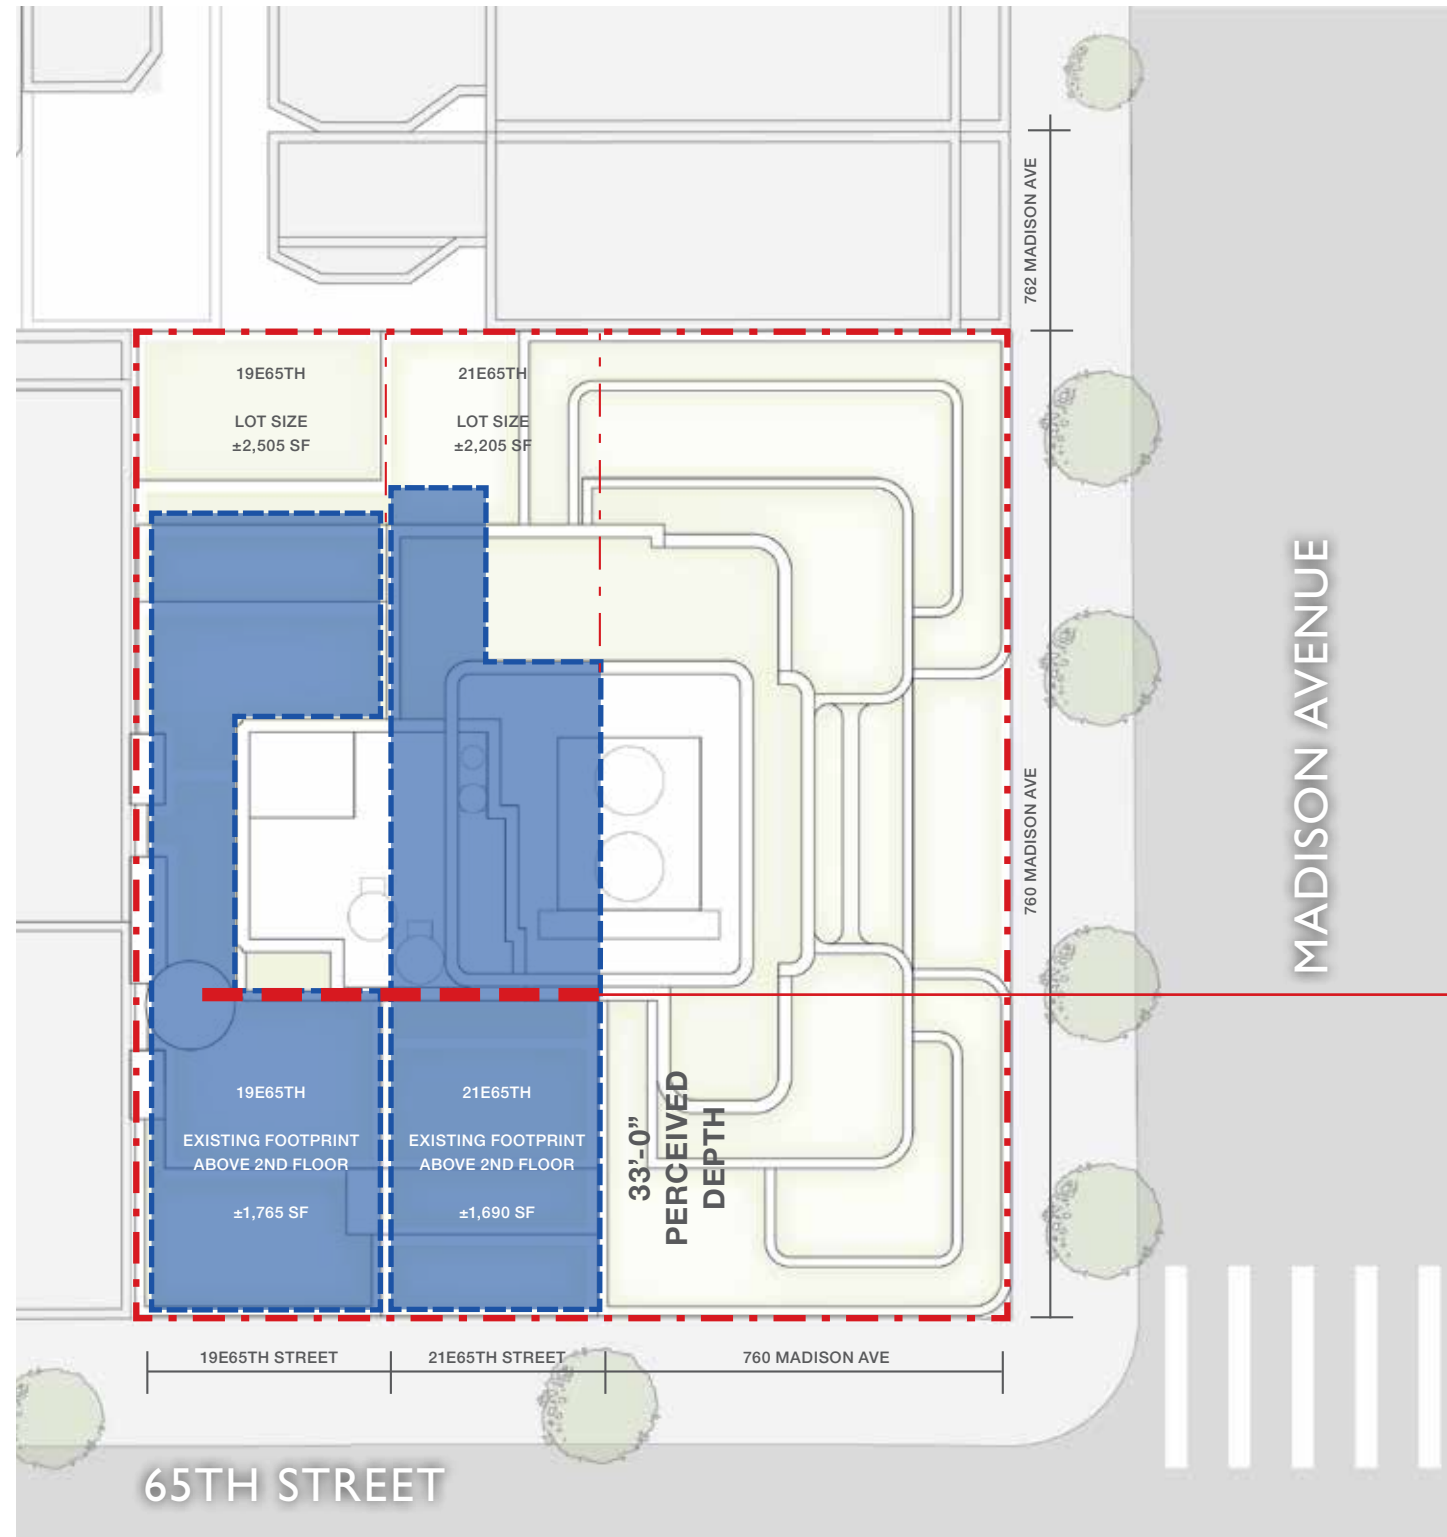 762 MADISON AVE
19E65TH
LOT SIZE
±2,505 SF
21E65TH
LOT SIZE
±2,205 SF
MADISON AVENUE
760 MADISON AVE
19E65TH
EXISTING FOOTPRINT
ABOVE 2ND FLOOR
±1,765 SF
21E65TH
EXISTING FOOTPRINT
ABOVE 2ND FLOOR
±1,690 SF
33'-0”
PERCEIVED
DEPTH
19E65TH STREET
21E65TH STREET
760 MADISON AVE
65TH STREET